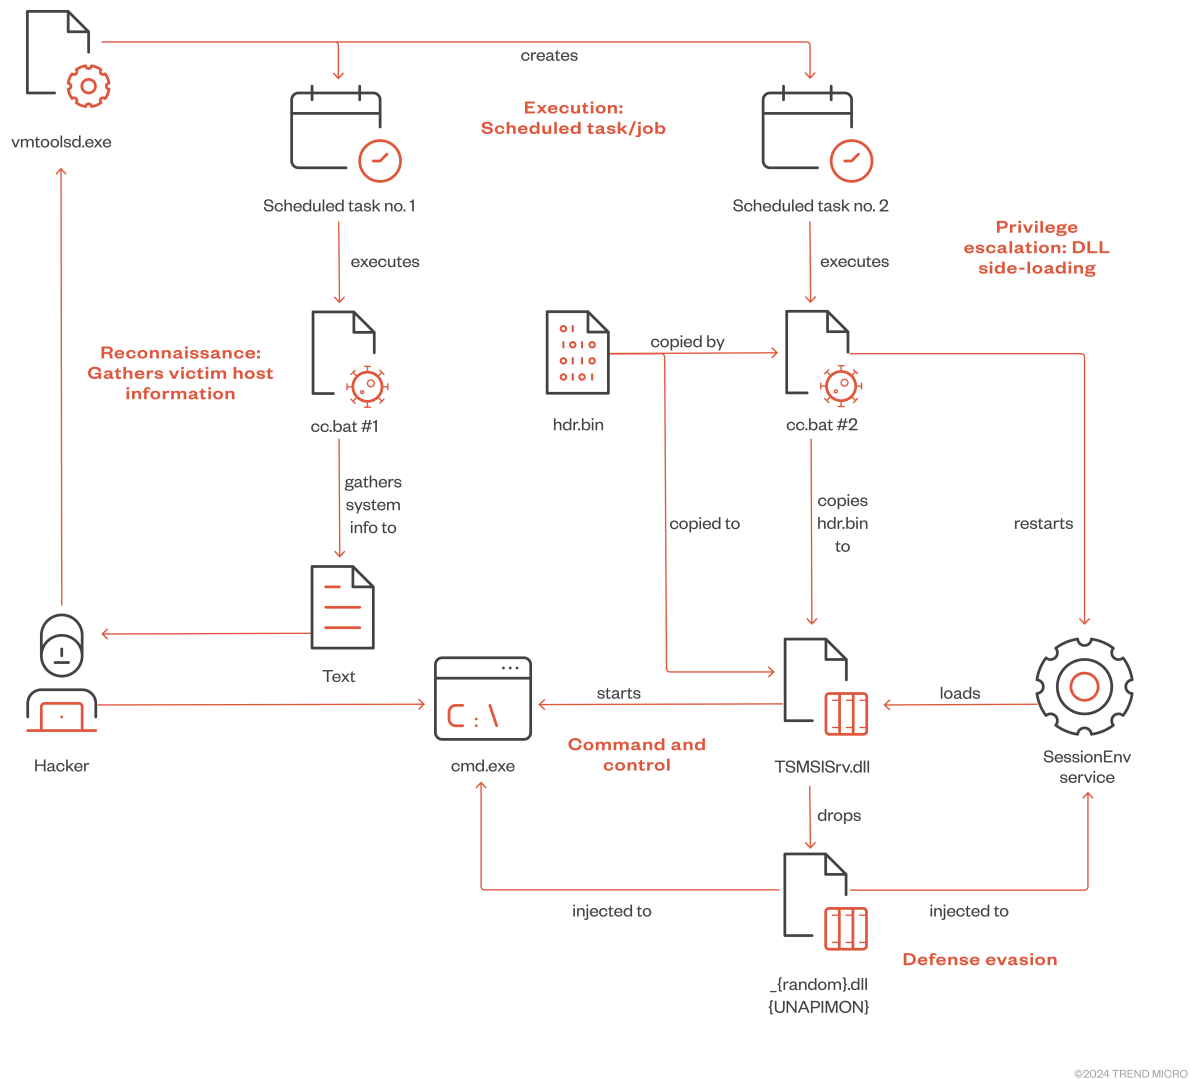 creates
Execution:
Scheduled task/job
vmtoolsd.exe
Scheduled task no. 1
Scheduled task no. 2
Privilege
escalation: DLL
side-loading
executes
executes
Reconnaissance:
Gathers victim host
information
copied by
cc.bat #1
hdr.bin
cc.bat #2
gathers
system
info to
copied to
copies
hdr.bin
to
restarts
Text
starts
loads
C:\
Command and
control
Hacker
cmd.exe
TSMSISrv.dll
SessionEnv
service
drops
injected to
injected to
Defense evasion
_{random}.dll
{UNAPIMON}
©2024 TREND MICRO